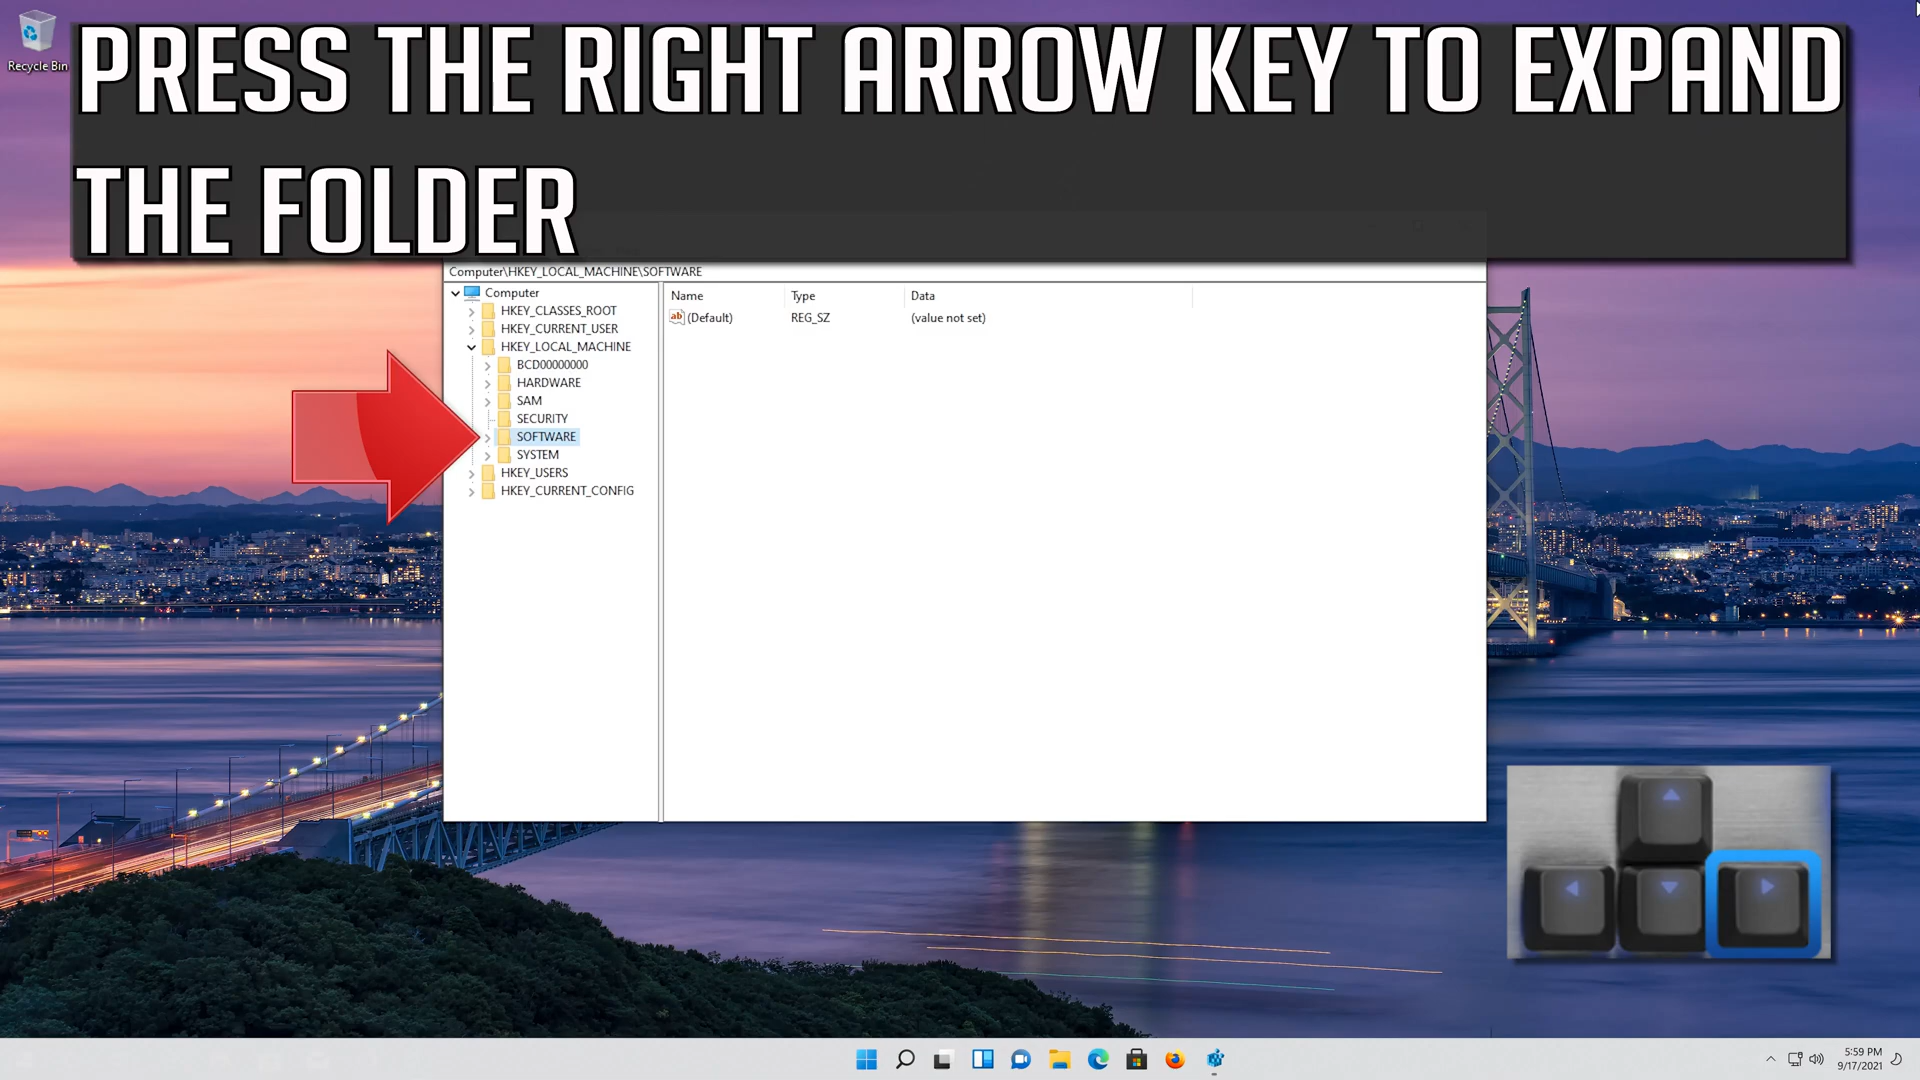 Recycle Bin
PRESS THE RIGHT ARROW KEY TO EXPAND
THE FOLDER
Computer\HKEY_LOCAL_MACHINE\SOFTWARE
Computer
HKEY_CLASSES_ROOT
HKEY_CURRENT_USER
HKEY_LOCAL_MACHINE
BCD00000000
HARDWARE
SAM
SECURITY
SOFTWARE
SYSTEM
HKEY_USERS
HKEY_CURRENT_CONFIG
Name Type Data
ab (Default) REG_SZ (value not set)
5:59 PM
9/17/2021